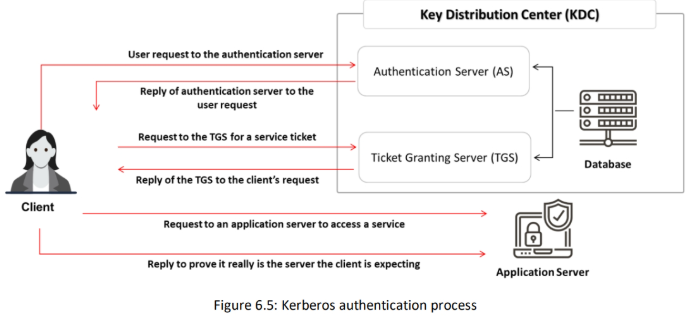 Key Distribution Center (KDC)
User request to the authentication server
Authentication Server (AS)
Reply of authentication server to the
user request
Request to the TGS for a service ticket
Ticket Granting Server (TGS)
Database
Reply of the TGS to the client's request
Client
Request to an application server to access a service
Reply to prove it really is the server the client is expecting
Application Server
Figure 6.5: Kerberos authentication process